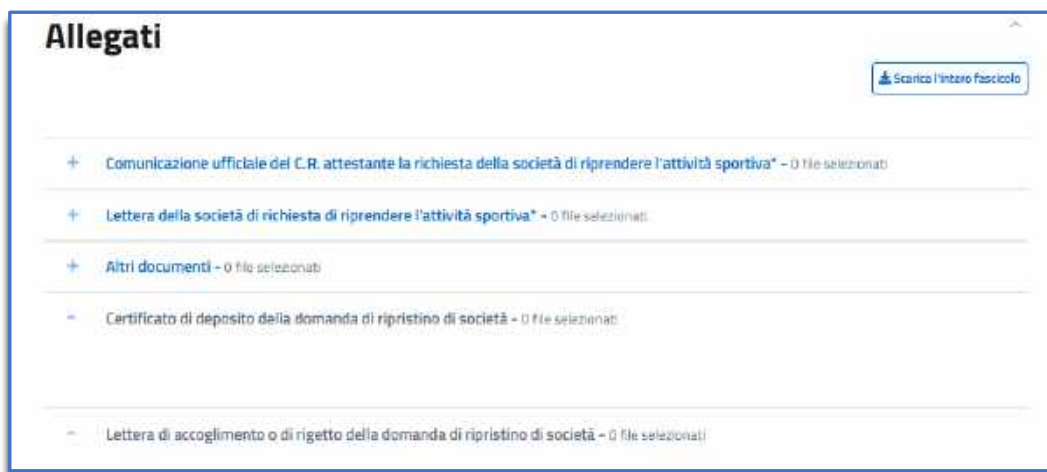 Allegati
Scarica l'intero fascicolo
Comunicazione ufficiale del C.R. attestante la richiesta della società di riprendere l'attività sportiva* - 0 file selezionati
Lettera della società di richiesta di riprendere l'attività sportiva* - 0 file selezionati
Altri documenti - 0 file selezionati
Certificato di deposito della domanda di ripristino di società - 0 file selezionati
Lettera di accoglimento o di rigetto della domanda di ripristino di società - 0 file selezionati